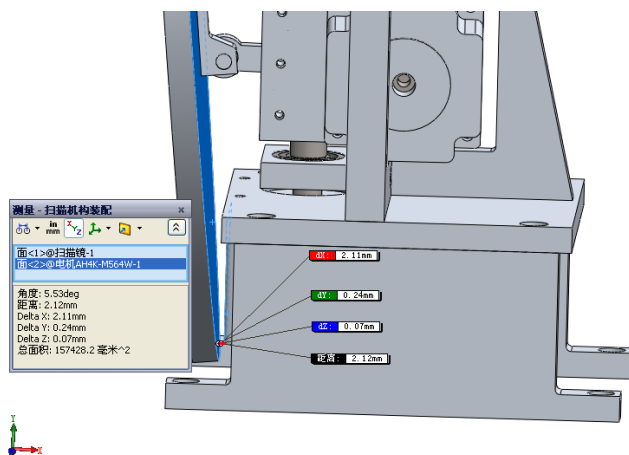 测量 - 扫描机构装配
in
mm
XYZ
面<1>@扫描镜-1
面<2>@电机AH4K-M564W-1
角度: 5.53deg
距离: 2.12mm
Delta X: 2.11mm
Delta Y: 0.24mm
Delta Z: 0.07mm
总面积: 157428.2 毫米^2
dX: 2.11mm
dY: 0.24mm
dZ: 0.07mm
距离: 2.12mm
Y
X